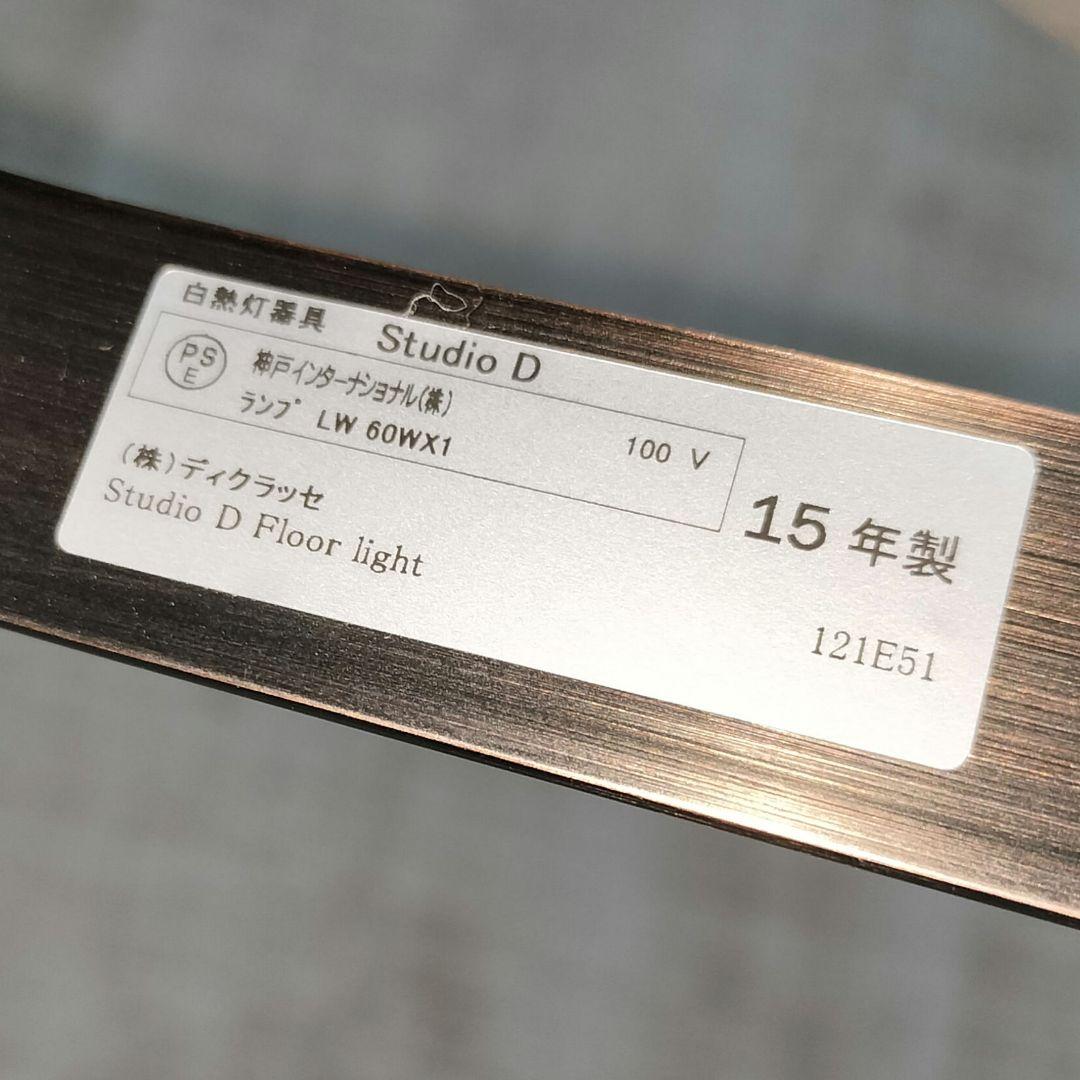 白熱灯器具 Studio D
PS
E
神戸インターナショナル(株)
ランプ LW 60WX1 100 V
(株)ディクラッセ
Studio D Floor light
15 年製
121E51